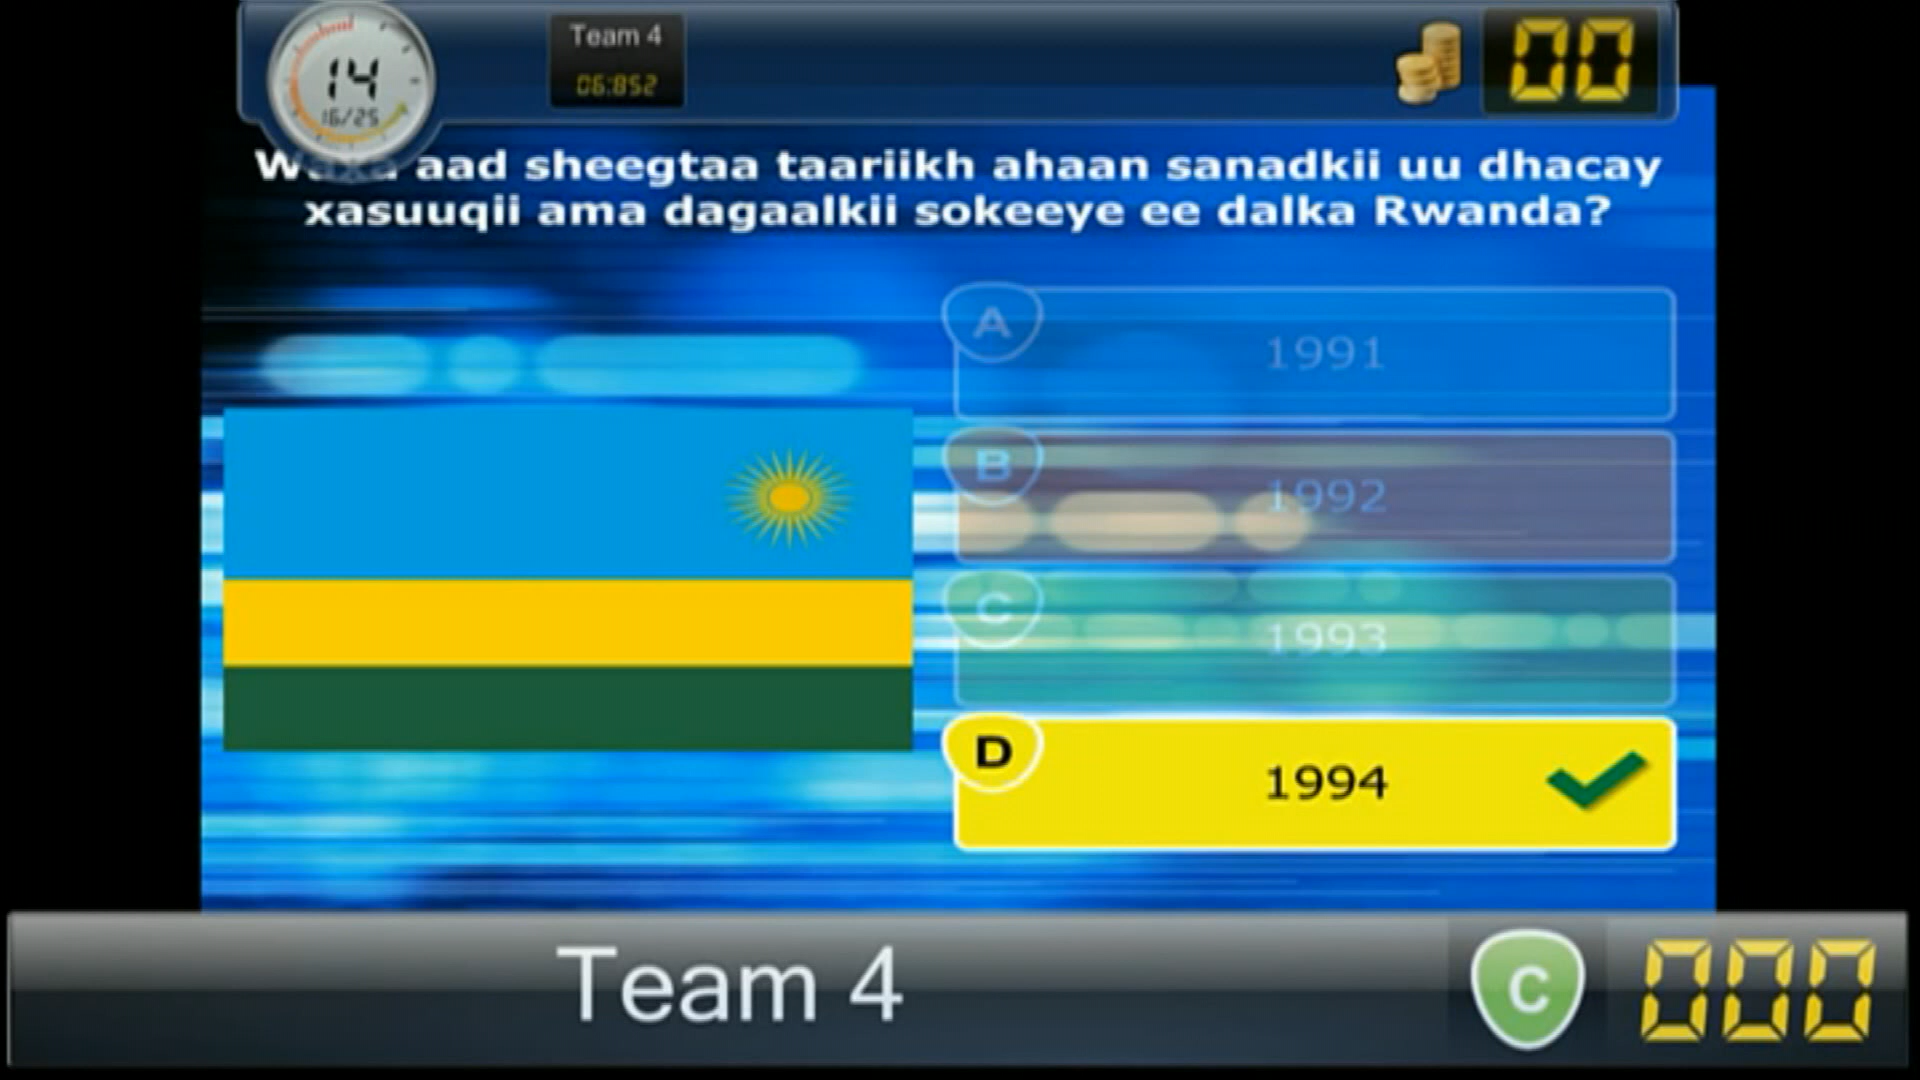 14
16/25
Team 4
06:852
00
Waxa aad sheegtaa taariikh ahaan sanadkii uu dhacay
xasuuqii ama dagaalkii sokeeye ee dalka Rwanda?
A
1991
B
1992
C
1993
D
1994
Team 4
C
000